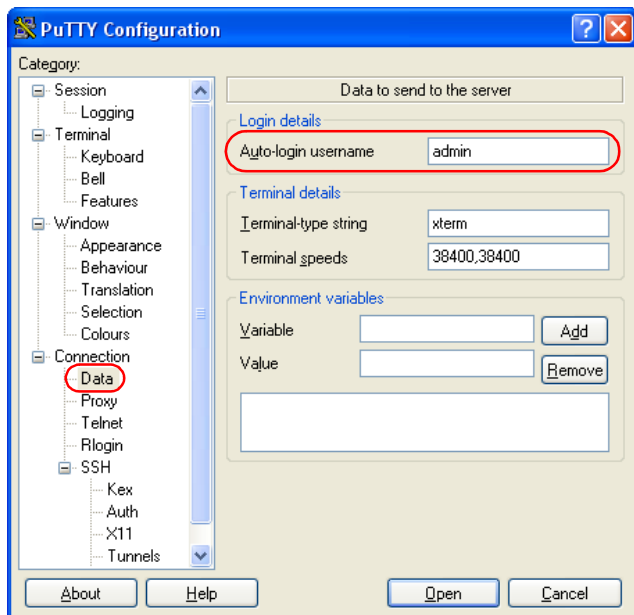 PuTTY Configuration
Category:
Session
Logging
Terminal
Keyboard
Bell
Features
Window
Appearance
Behaviour
Translation
Selection
Colours
Connection
Data
Proxy
Telnet
Rlogin
SSH
Kex
Auth
X11
Tunnels
Data to send to the server
Login details
Auto-login username admin
Terminal details
Terminal-type string xterm
Terminal speeds 38400,38400
Environment variables
Variable Add
Value Remove
About Help Open Cancel